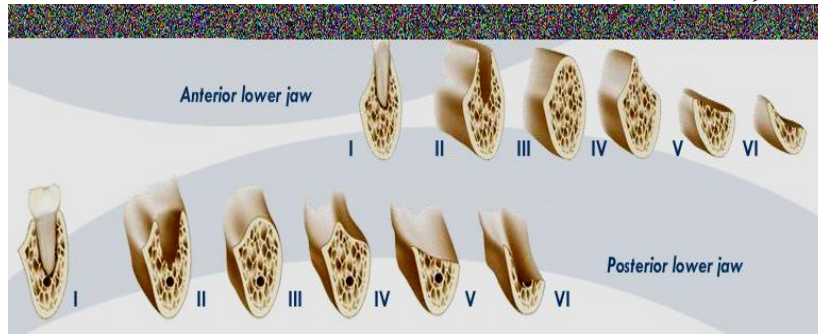 Anterior lower jaw
I II III IV V VI
I II III IV V VI
Posterior lower jaw